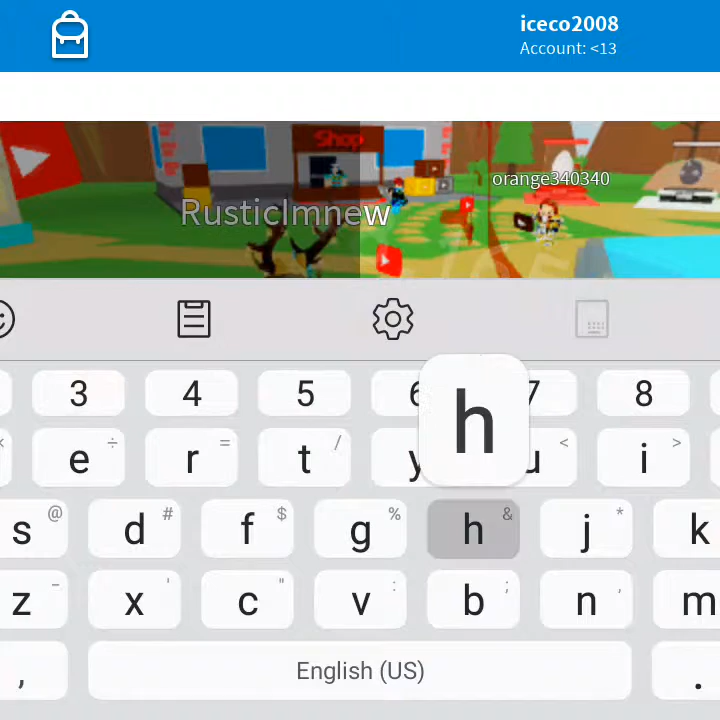 iceco2008
Account: <13
Shop
orange340340
RusticImnew
3 4 5 6 7 8
e ÷ r = t / y u < i >
h
s @ d # f $ g % h & j * k
z - x ' c " v : b ; n , m
, English (US) .